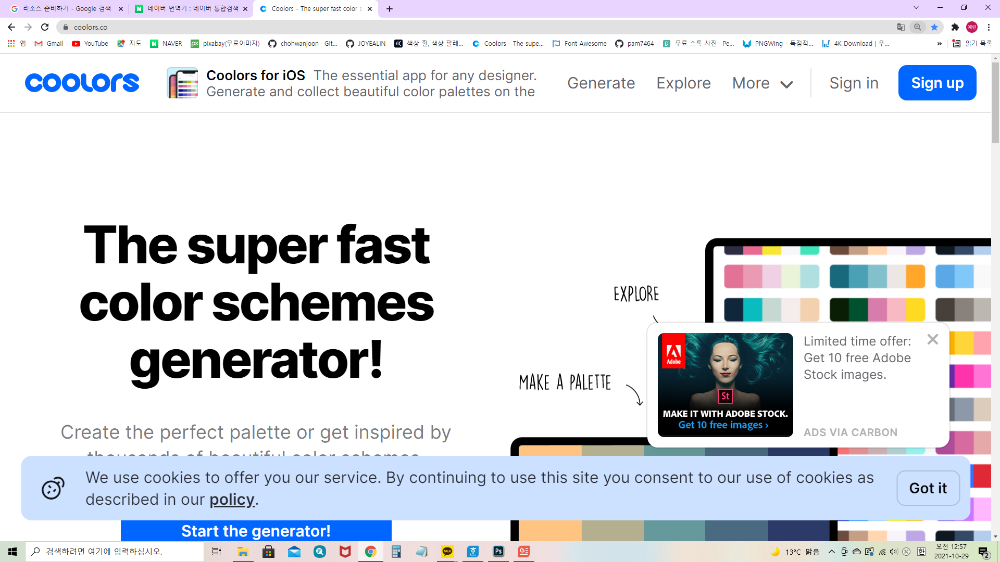 리소스 준비하기 - Google 검색
네이버 번역기 : 네이버 통합검색
Coolors - The super fast color s
coolors.co
예린
앱
Gmail
YouTube
지도
NAVER
pixabay(무료이미지)
chohwanjoon · Git...
JOYEALIN
색상 휠, 색상 팔레...
Coolors - The supe...
Font Awesome
pam7464
무료 스톡 사진 · Pe...
PNGWing - 독점적...
4K Download | 우...
»
읽기 목록
coolors
Coolors for iOS The essential app for any designer.
Generate and collect beautiful color palettes on the
Generate
Explore
More
Sign in
Sign up
The super fast
color schemes
generator!
EXPLORE
MAKE A PALETTE
Create the perfect palette or get inspired by
thousands of beautiful color schemes.
Adobe
St
MAKE IT WITH ADOBE STOCK.
Get 10 free images ›
Limited time offer:
Get 10 free Adobe
Stock images.
ADS VIA CARBON
We use cookies to offer you our service. By continuing to use this site you consent to our use of cookies as
described in our policy.
Got it
Start the generator!
검색하려면 여기에 입력하십시오.
TALK
Ps
13°C 맑음
한
오전 12:57
2021-10-29
2